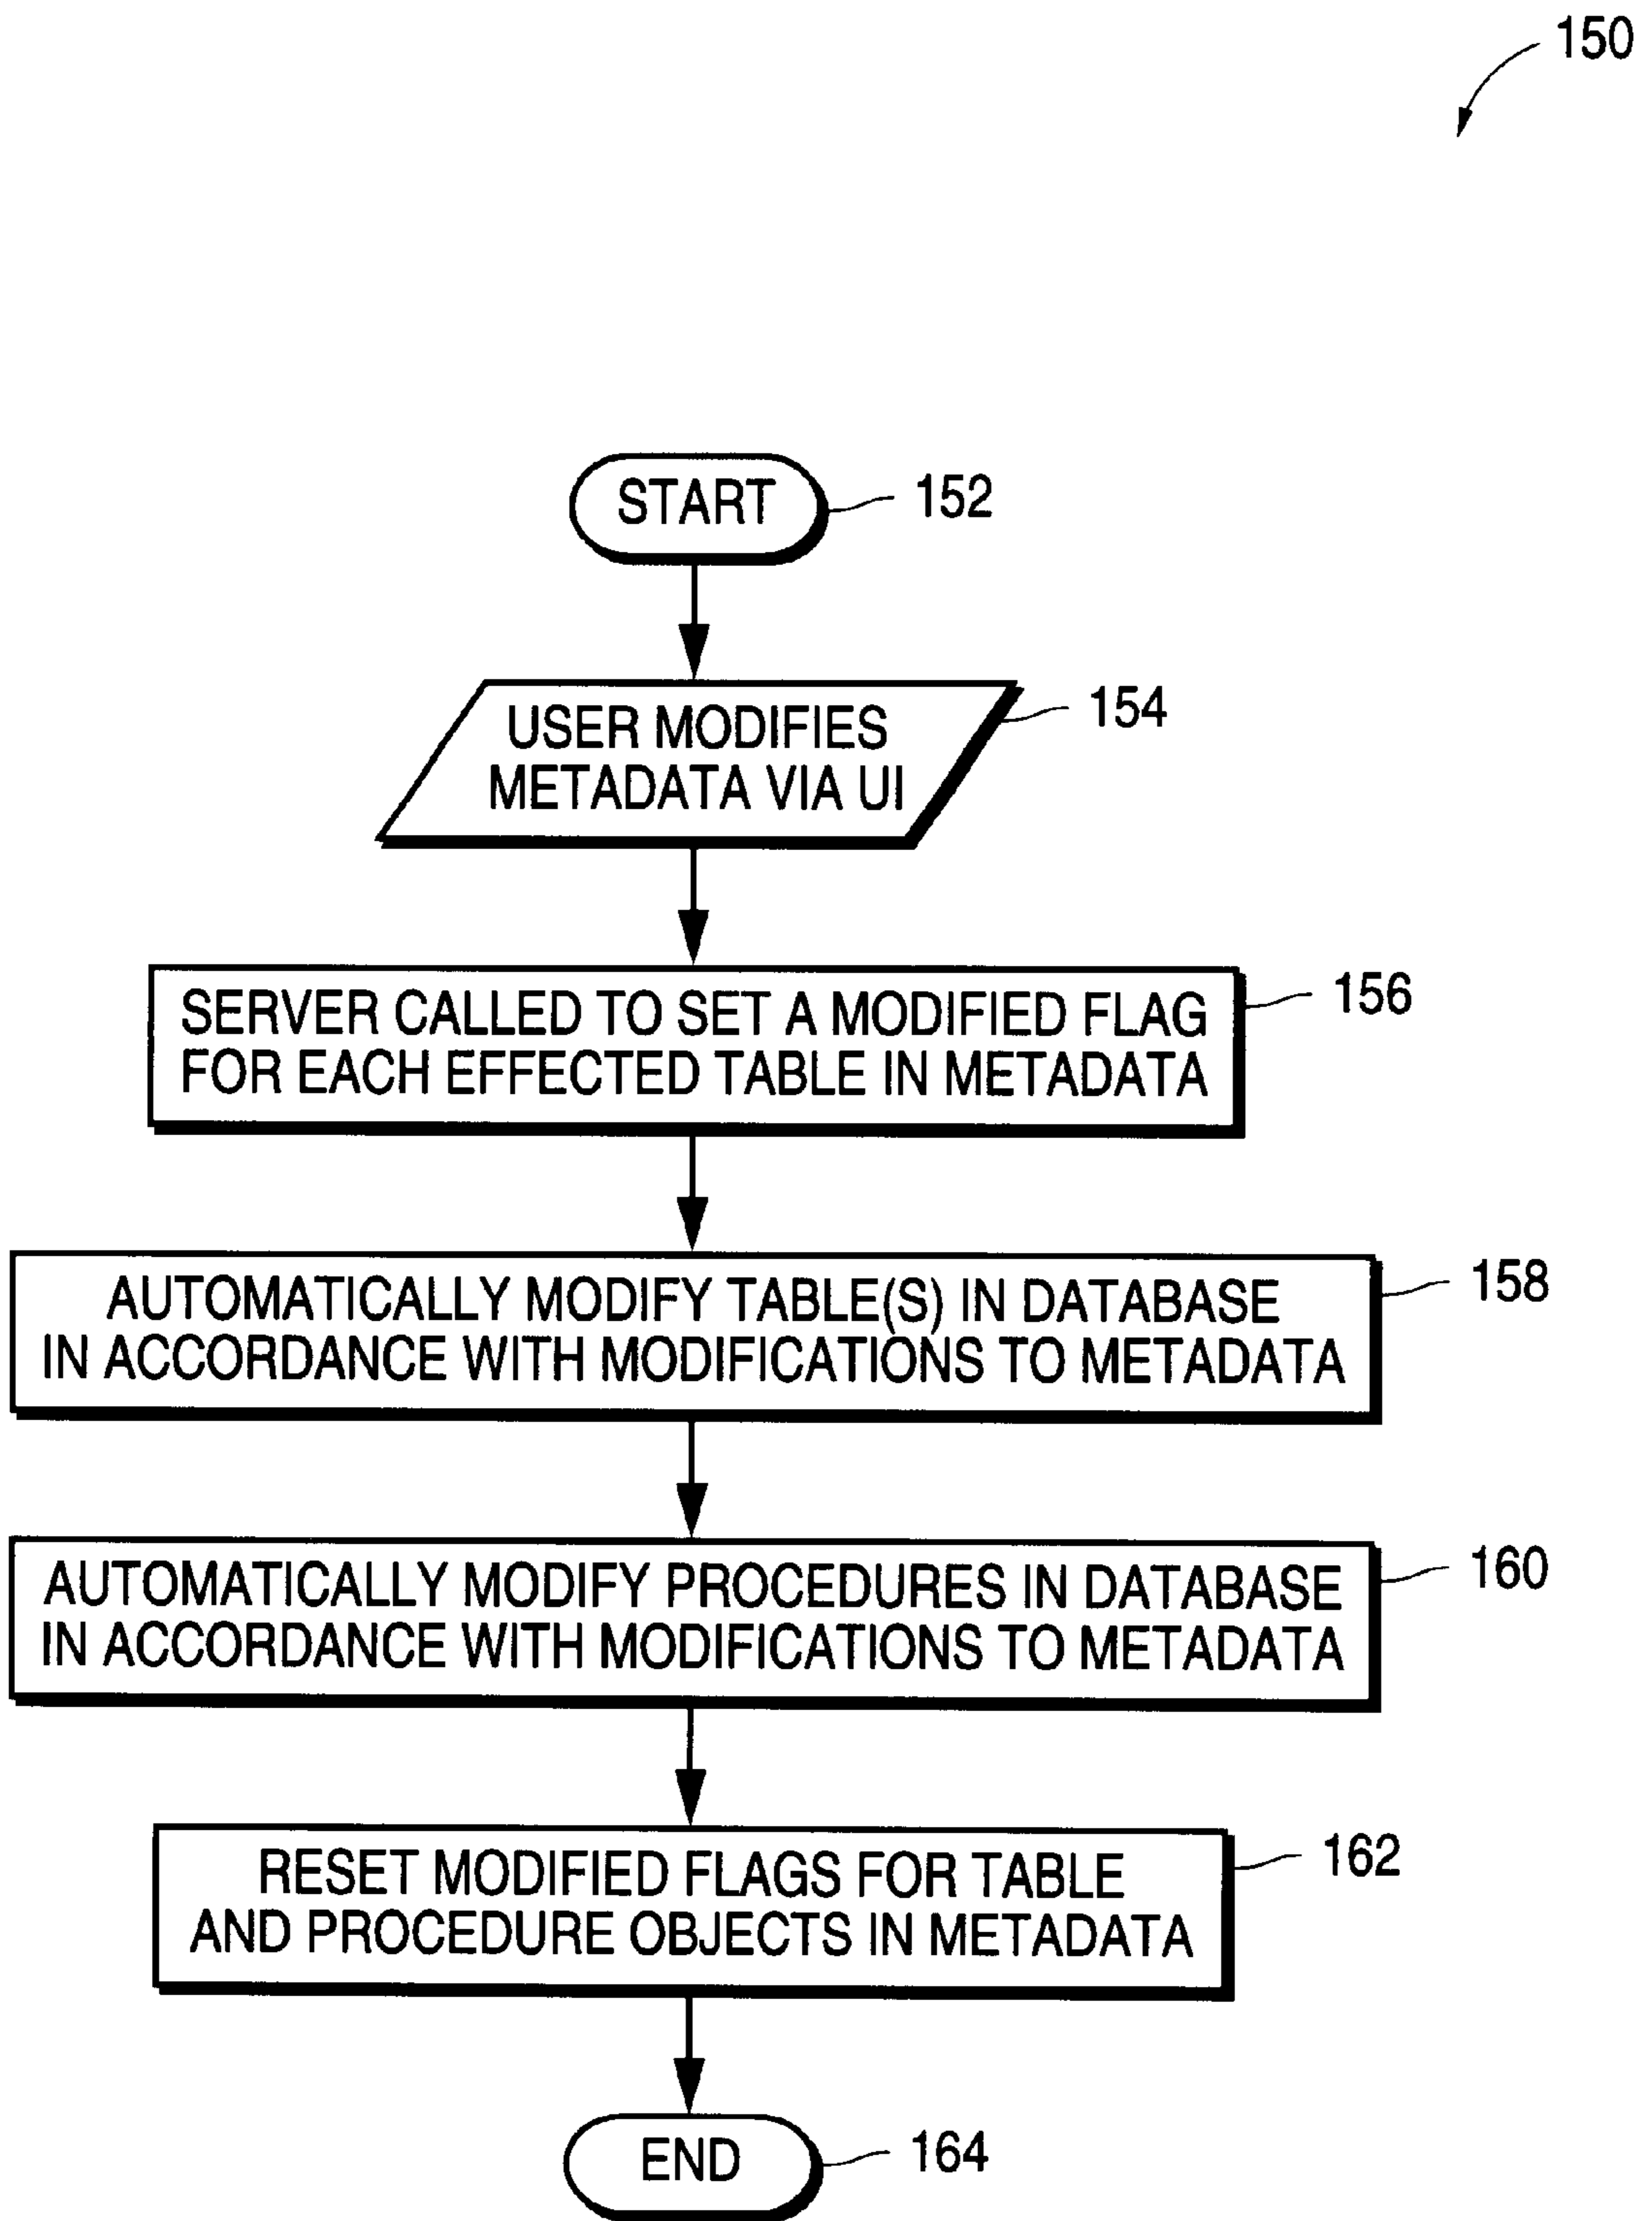 150
START
152
USER MODIFIES
METADATA VIA UI
154
SERVER CALLED TO SET A MODIFIED FLAG
FOR EACH EFFECTED TABLE IN METADATA
156
AUTOMATICALLY MODIFY TABLE(S) IN DATABASE
IN ACCORDANCE WITH MODIFICATIONS TO METADATA
158
AUTOMATICALLY MODIFY PROCEDURES IN DATABASE
IN ACCORDANCE WITH MODIFICATIONS TO METADATA
160
RESET MODIFIED FLAGS FOR TABLE
AND PROCEDURE OBJECTS IN METADATA
162
END
164